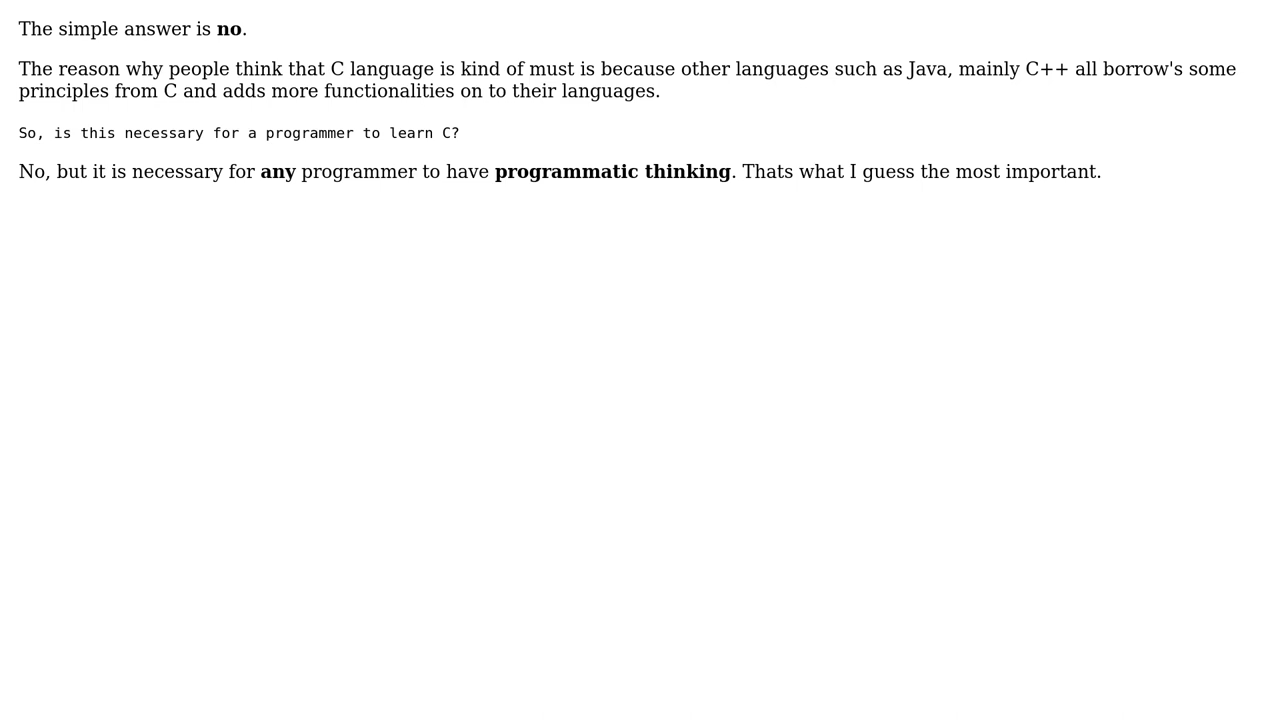 The simple answer is no.
The reason why people think that C language is kind of must is because other languages such as Java, mainly C++ all borrow's some
principles from C and adds more functionalities on to their languages.
So, is this necessary for a programmer to learn C?
No, but it is necessary for any programmer to have programmatic thinking. Thats what I guess the most important.